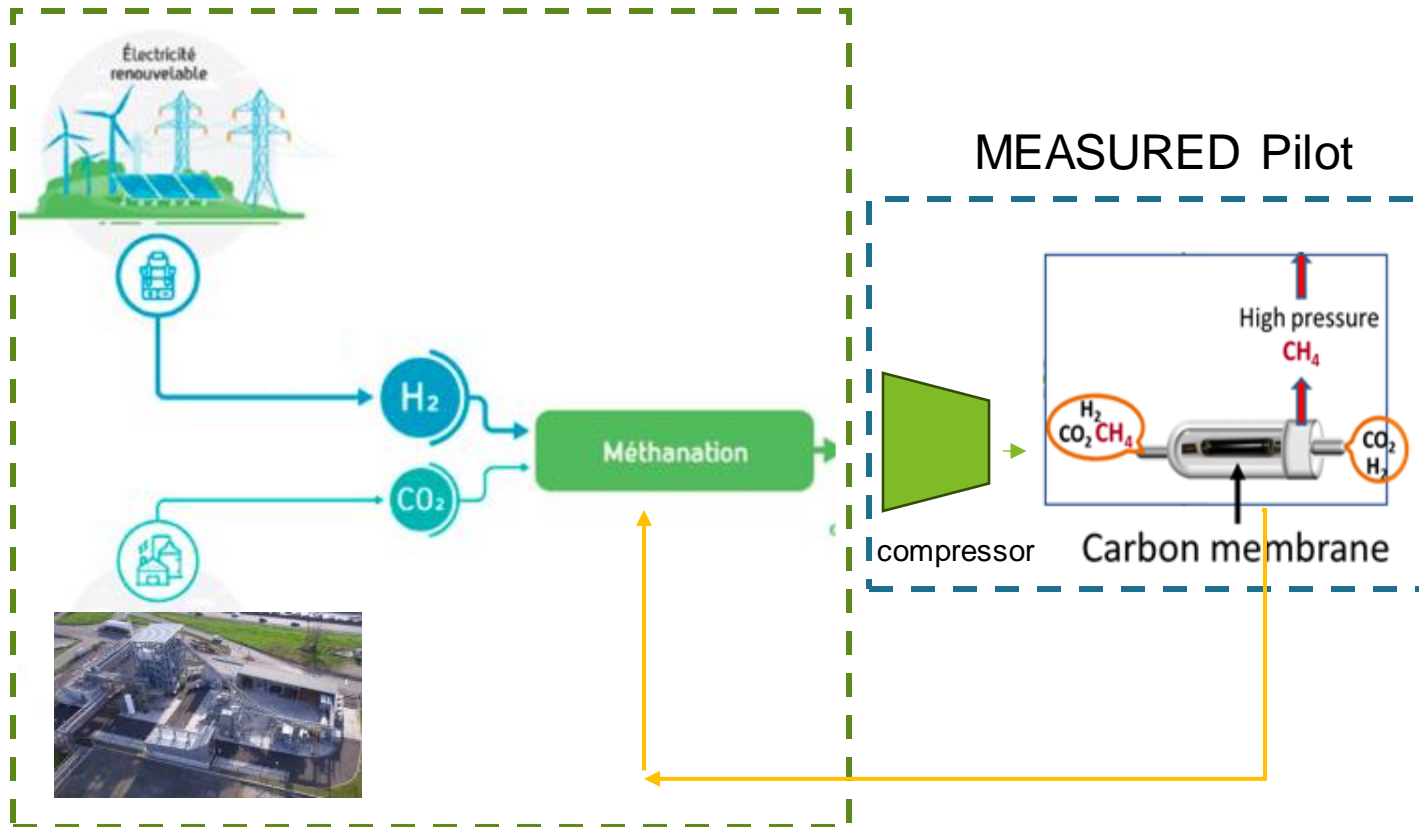 Électricité
renouvelable
MEASURED Pilot
High pressure
CH₄
H₂
H₂
CO₂ CH₄
CO₂
H₂
Méthanation
CO₂
compressor
Carbon membrane